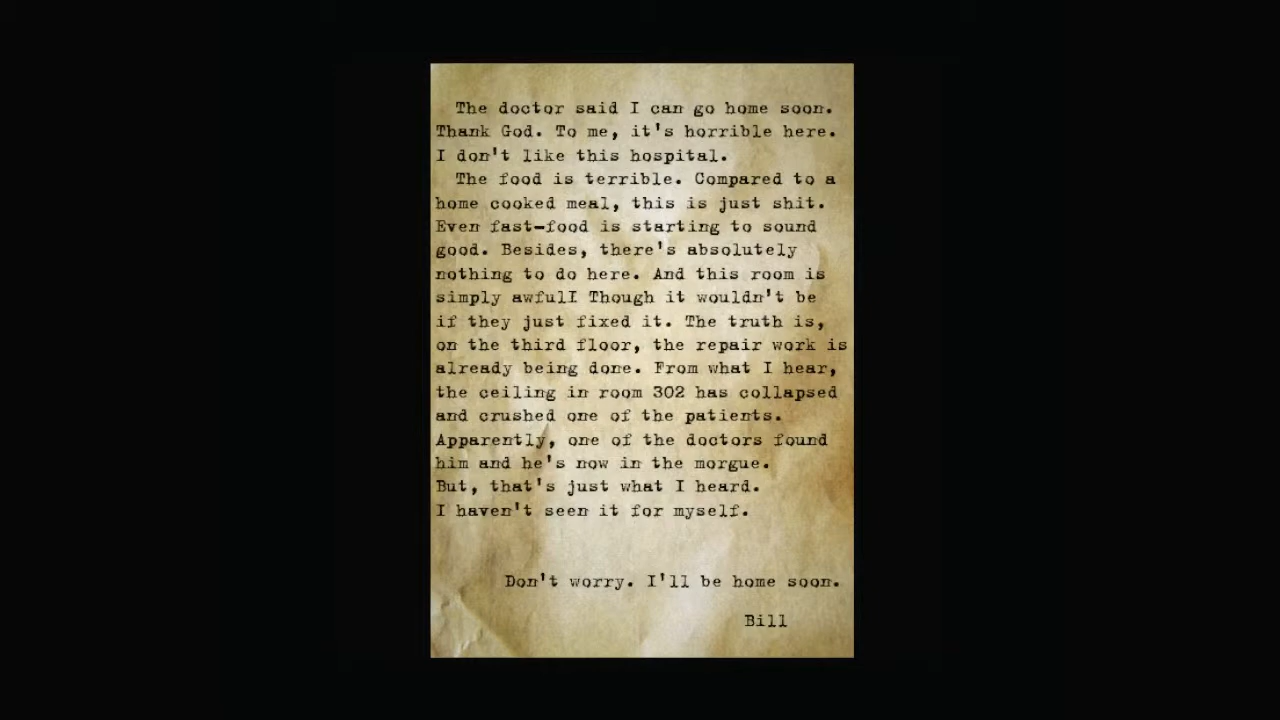 The doctor said I can go home soon.
Thank God. To me, it's horrible here.
I don't like this hospital.
The food is terrible. Compared to a
home cooked meal, this is just shit.
Even fast-food is starting to sound
good. Besides, there's absolutely
nothing to do here. And this room is
simply awfulI Though it wouldn't be
if they just fixed it. The truth is,
on the third floor, the repair work is
already being done. From what I hear,
the ceiling in room 302 has collapsed
and crushed one of the patients.
Apparently, one of the doctors found
him and he's now in the morgue.
But, that's just what I heard.
I haven't seen it for myself.
Don't worry. I'll be home soon.
Bill